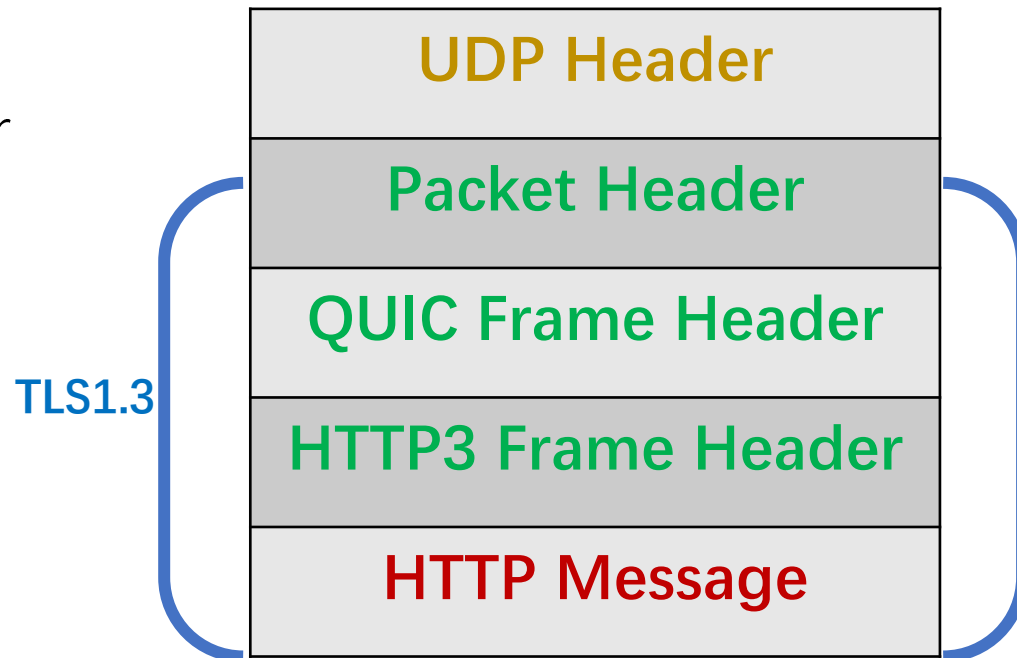 UDP Header
Packet Header
QUIC Frame Header
TLS1.3
HTTP3 Frame Header
HTTP Message